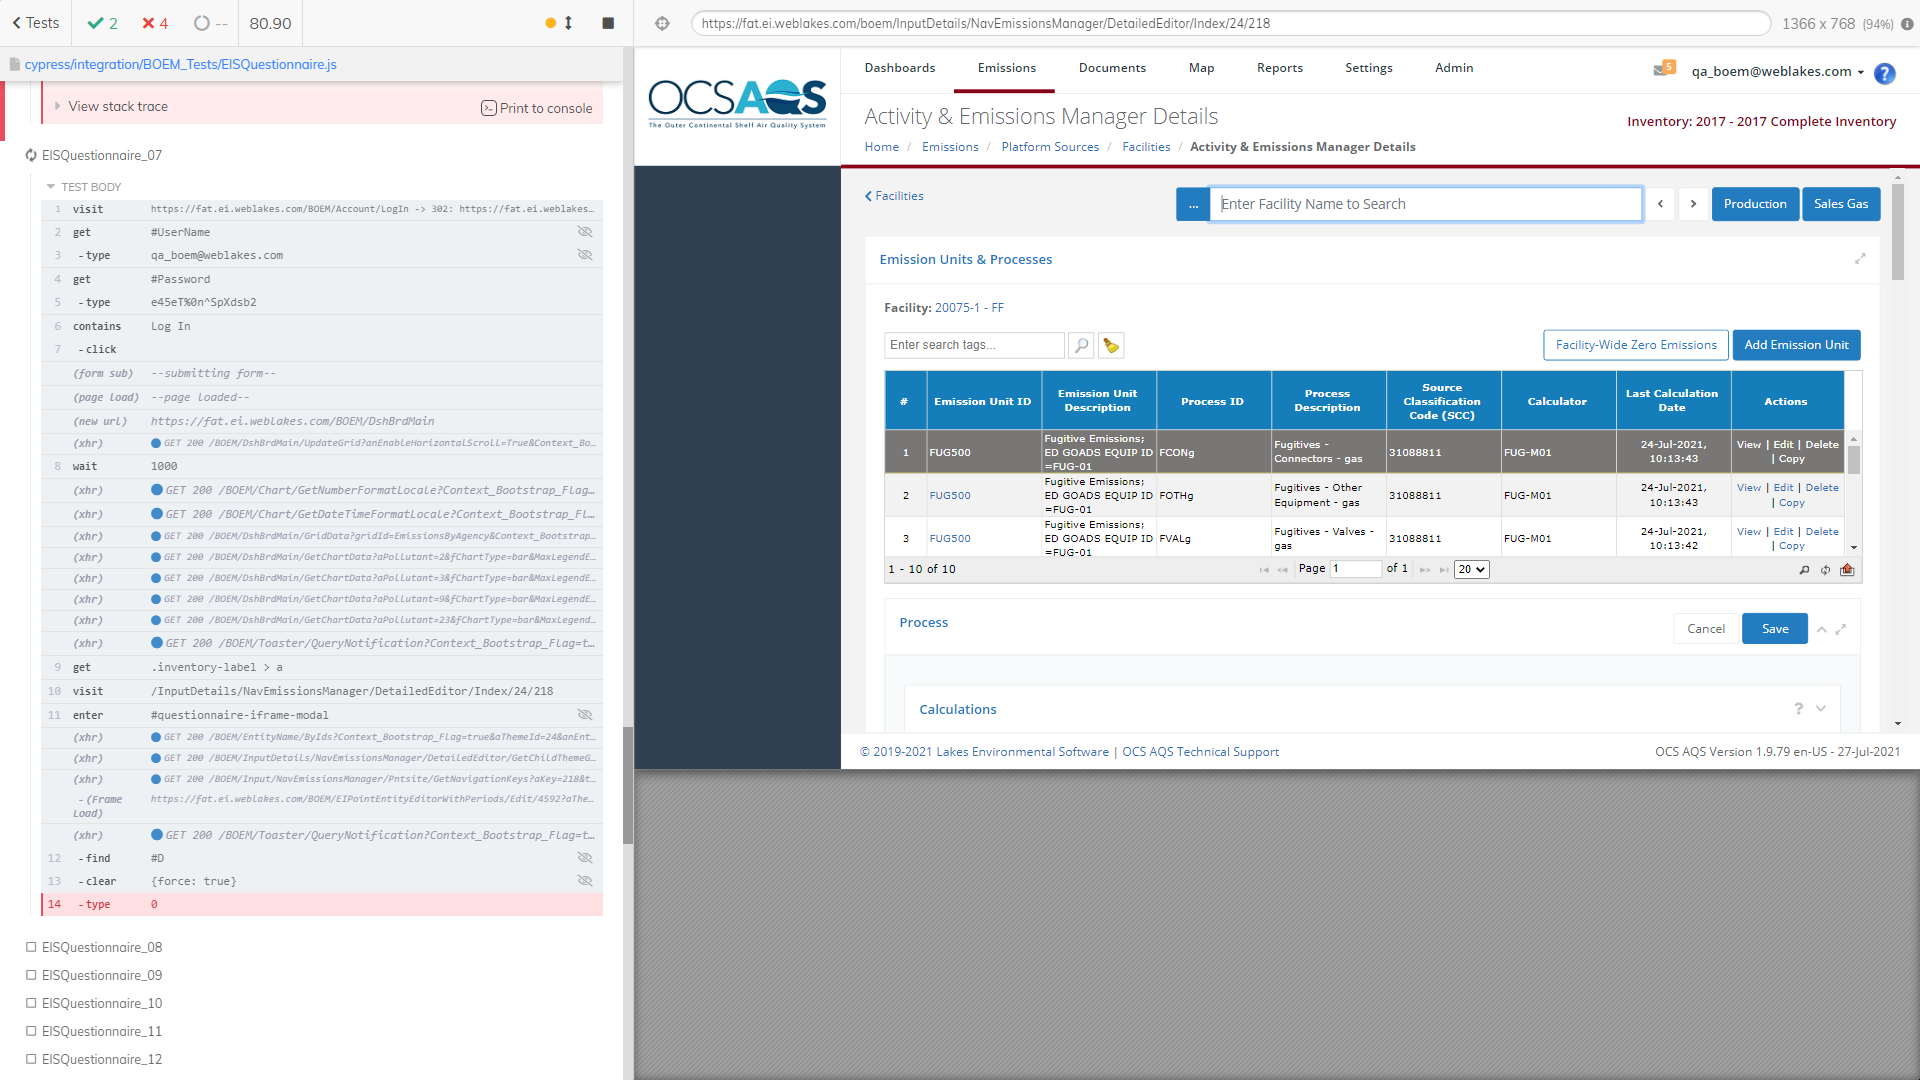 Tests
2
4
--
80.90
cypress/integration/BOEM_Tests/EISQuestionnaire.js
View stack trace
Print to console
EISQuestionnaire_07
TEST BODY
1 visit https://fat.ei.weblakes.com/BOEM/Account/LogIn -> 302: https://fat.ei.weblakes...
2 get #UserName
3 -type qa_boem@weblakes.com
4 get #Password
5 -type e45eT%0n^SpXdsb2
6 contains Log In
7 -click
(form sub) --submitting form--
(page load) --page loaded--
(new url) https://fat.ei.weblakes.com/BOEM/DshBrdMain
(xhr) GET 200 /BOEM/DshBrdMain/UpdateGrid?anEnableHorizontalScroll=True&Context_Bo...
8 wait 1000
(xhr) GET 200 /BOEM/Chart/GetNumberFormatLocale?Context_Bootstrap_Flag...
(xhr) GET 200 /BOEM/Chart/GetDateTimeFormatLocale?Context_Bootstrap_Fl...
(xhr) GET 200 /BOEM/DshBrdMain/GridData?gridId=EmissionsByAgency&Context_Bootstrap...
(xhr) GET 200 /BOEM/DshBrdMain/GetChartData?aPollutant=2&fChartType=bar&MaxLegendE...
(xhr) GET 200 /BOEM/DshBrdMain/GetChartData?aPollutant=3&fChartType=bar&MaxLegendE...
(xhr) GET 200 /BOEM/DshBrdMain/GetChartData?aPollutant=9&fChartType=bar&MaxLegendE...
(xhr) GET 200 /BOEM/DshBrdMain/GetChartData?aPollutant=23&fChartType=bar&MaxLegend...
(xhr) GET 200 /BOEM/Toaster/QueryNotification?Context_Bootstrap_Flag=t...
9 get .inventory-label > a
10 visit /InputDetails/NavEmissionsManager/DetailedEditor/Index/24/218
11 enter #questionnaire-iframe-modal
(xhr) GET 200 /BOEM/EntityName/ByIds?Context_Bootstrap_Flag=true&aThemeId=24&anEnt...
(xhr) GET 200 /BOEM/InputDetails/NavEmissionsManager/DetailedEditor/GetChildThemeG...
(xhr) GET 200 /BOEM/Input/NavEmissionsManager/Pntsite/GetNavigationKeys?aKey=218&t...
-(Frame Load) https://fat.ei.weblakes.com/BOEM/EIPointEntityEditorWithPeriods/Edit/4592?aThe...
(xhr) GET 200 /BOEM/Toaster/QueryNotification?Context_Bootstrap_Flag=t...
12 -find #D
13 -clear {force: true}
14 -type 0
EISQuestionnaire_08
EISQuestionnaire_09
EISQuestionnaire_10
EISQuestionnaire_11
EISQuestionnaire_12
https://fat.ei.weblakes.com/boem/InputDetails/NavEmissionsManager/DetailedEditor/Index/24/218
1366 x 768 (94%)
OCSAQS
The Outer Continental Shelf Air Quality System
Dashboards Emissions Documents Map Reports Settings Admin
5 qa_boem@weblakes.com ?
Activity & Emissions Manager Details
Inventory: 2017 - 2017 Complete Inventory
Home / Emissions / Platform Sources / Facilities / Activity & Emissions Manager Details
Facilities
... Enter Facility Name to Search
Production Sales Gas
Emission Units & Processes
Facility: 20075-1 - FF
Enter search tags...
Facility-Wide Zero Emissions Add Emission Unit
# Emission Unit ID Emission Unit Description Process ID Process Description Source Classification Code (SCC) Calculator Last Calculation Date Actions
1 FUG500 Fugitive Emissions; ED GOADS EQUIP ID =FUG-01 FCONg Fugitives - Connectors - gas 31088811 FUG-M01 24-Jul-2021, 10:13:43 View | Edit | Delete | Copy
2 FUG500 Fugitive Emissions; ED GOADS EQUIP ID =FUG-01 FOTHg Fugitives - Other Equipment - gas 31088811 FUG-M01 24-Jul-2021, 10:13:43 View | Edit | Delete | Copy
3 FUG500 Fugitive Emissions; ED GOADS EQUIP ID =FUG-01 FVALg Fugitives - Valves - gas 31088811 FUG-M01 24-Jul-2021, 10:13:42 View | Edit | Delete | Copy
1 - 10 of 10 Page 1 of 1 20
Process
Cancel Save
Calculations ?
© 2019-2021 Lakes Environmental Software | OCS AQS Technical Support
OCS AQS Version 1.9.79 en-US - 27-Jul-2021